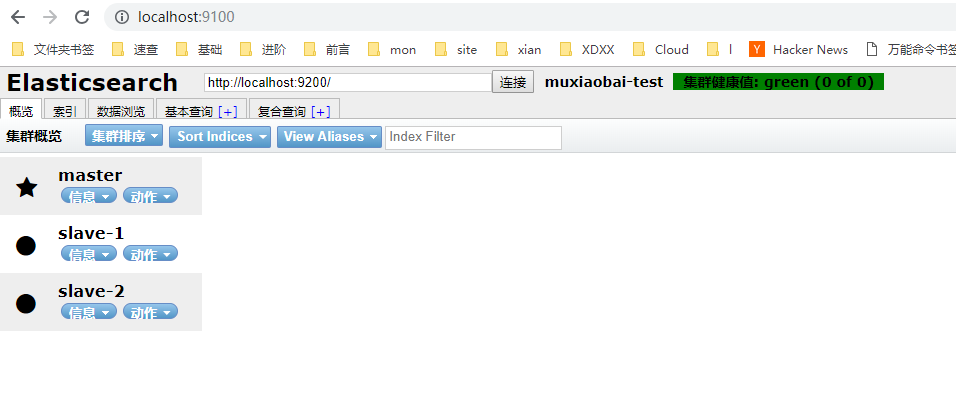 localhost:9100
文件夹书签 速查 基础 进阶 前言 mon site xian XDXX Cloud l Y Hacker News 万能命令书签
Elasticsearch http://localhost:9200/ 连接 muxiaobai-test 集群健康值: green (0 of 0)
概览 索引 数据浏览 基本查询 [+] 复合查询 [+]
集群概览 集群排序 Sort Indices View Aliases Index Filter
master
信息 动作
slave-1
信息 动作
slave-2
信息 动作